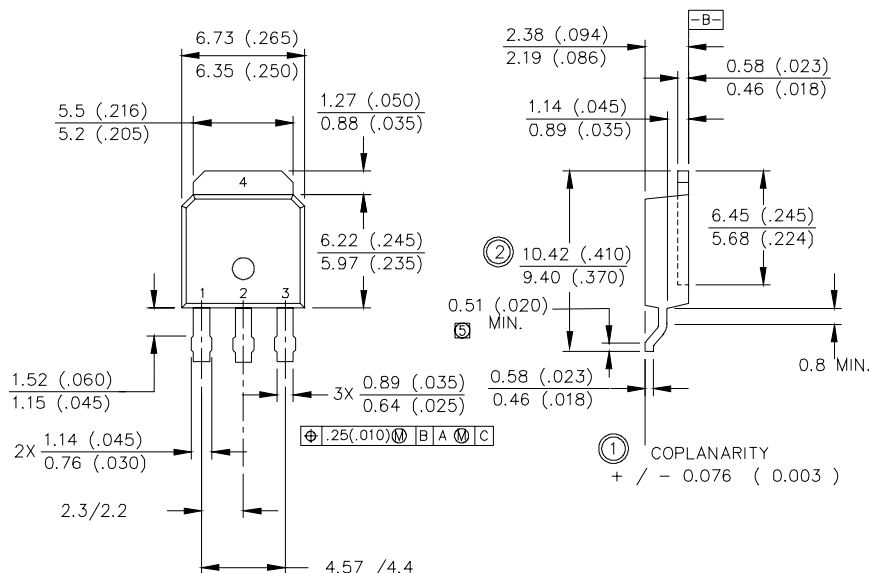 6.73 (.265)
6.35 (.250)
5.5 (.216)
5.2 (.205)
1.27 (.050)
0.88 (.035)
4
6.22 (.245)
5.97 (.235)
1 2 3
1.52 (.060)
1.15 (.045)
3X 0.89 (.035)
0.64 (.025)
⌖ .25(.010) Ⓜ B A Ⓜ C
2X 1.14 (.045)
0.76 (.030)
2.3/2.2
4.57 /4.4
-B-
2.38 (.094)
2.19 (.086)
0.58 (.023)
0.46 (.018)
1.14 (.045)
0.89 (.035)
6.45 (.245)
5.68 (.224)
② 10.42 (.410)
9.40 (.370)
0.51 (.020)
5 MIN.
0.8 MIN.
0.58 (.023)
0.46 (.018)
① COPLANARITY
+ / - 0.076 ( 0.003 )